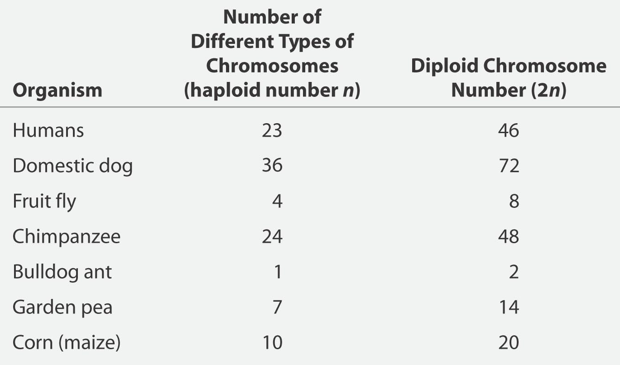 Number of
Different Types of
Chromosomes Diploid Chromosome
Organism (haploid number n) Number (2n)
Humans 23 46
Domestic dog 36 72
Fruit fly 4 8
Chimpanzee 24 48
Bulldog ant 1 2
Garden pea 7 14
Corn (maize) 10 20